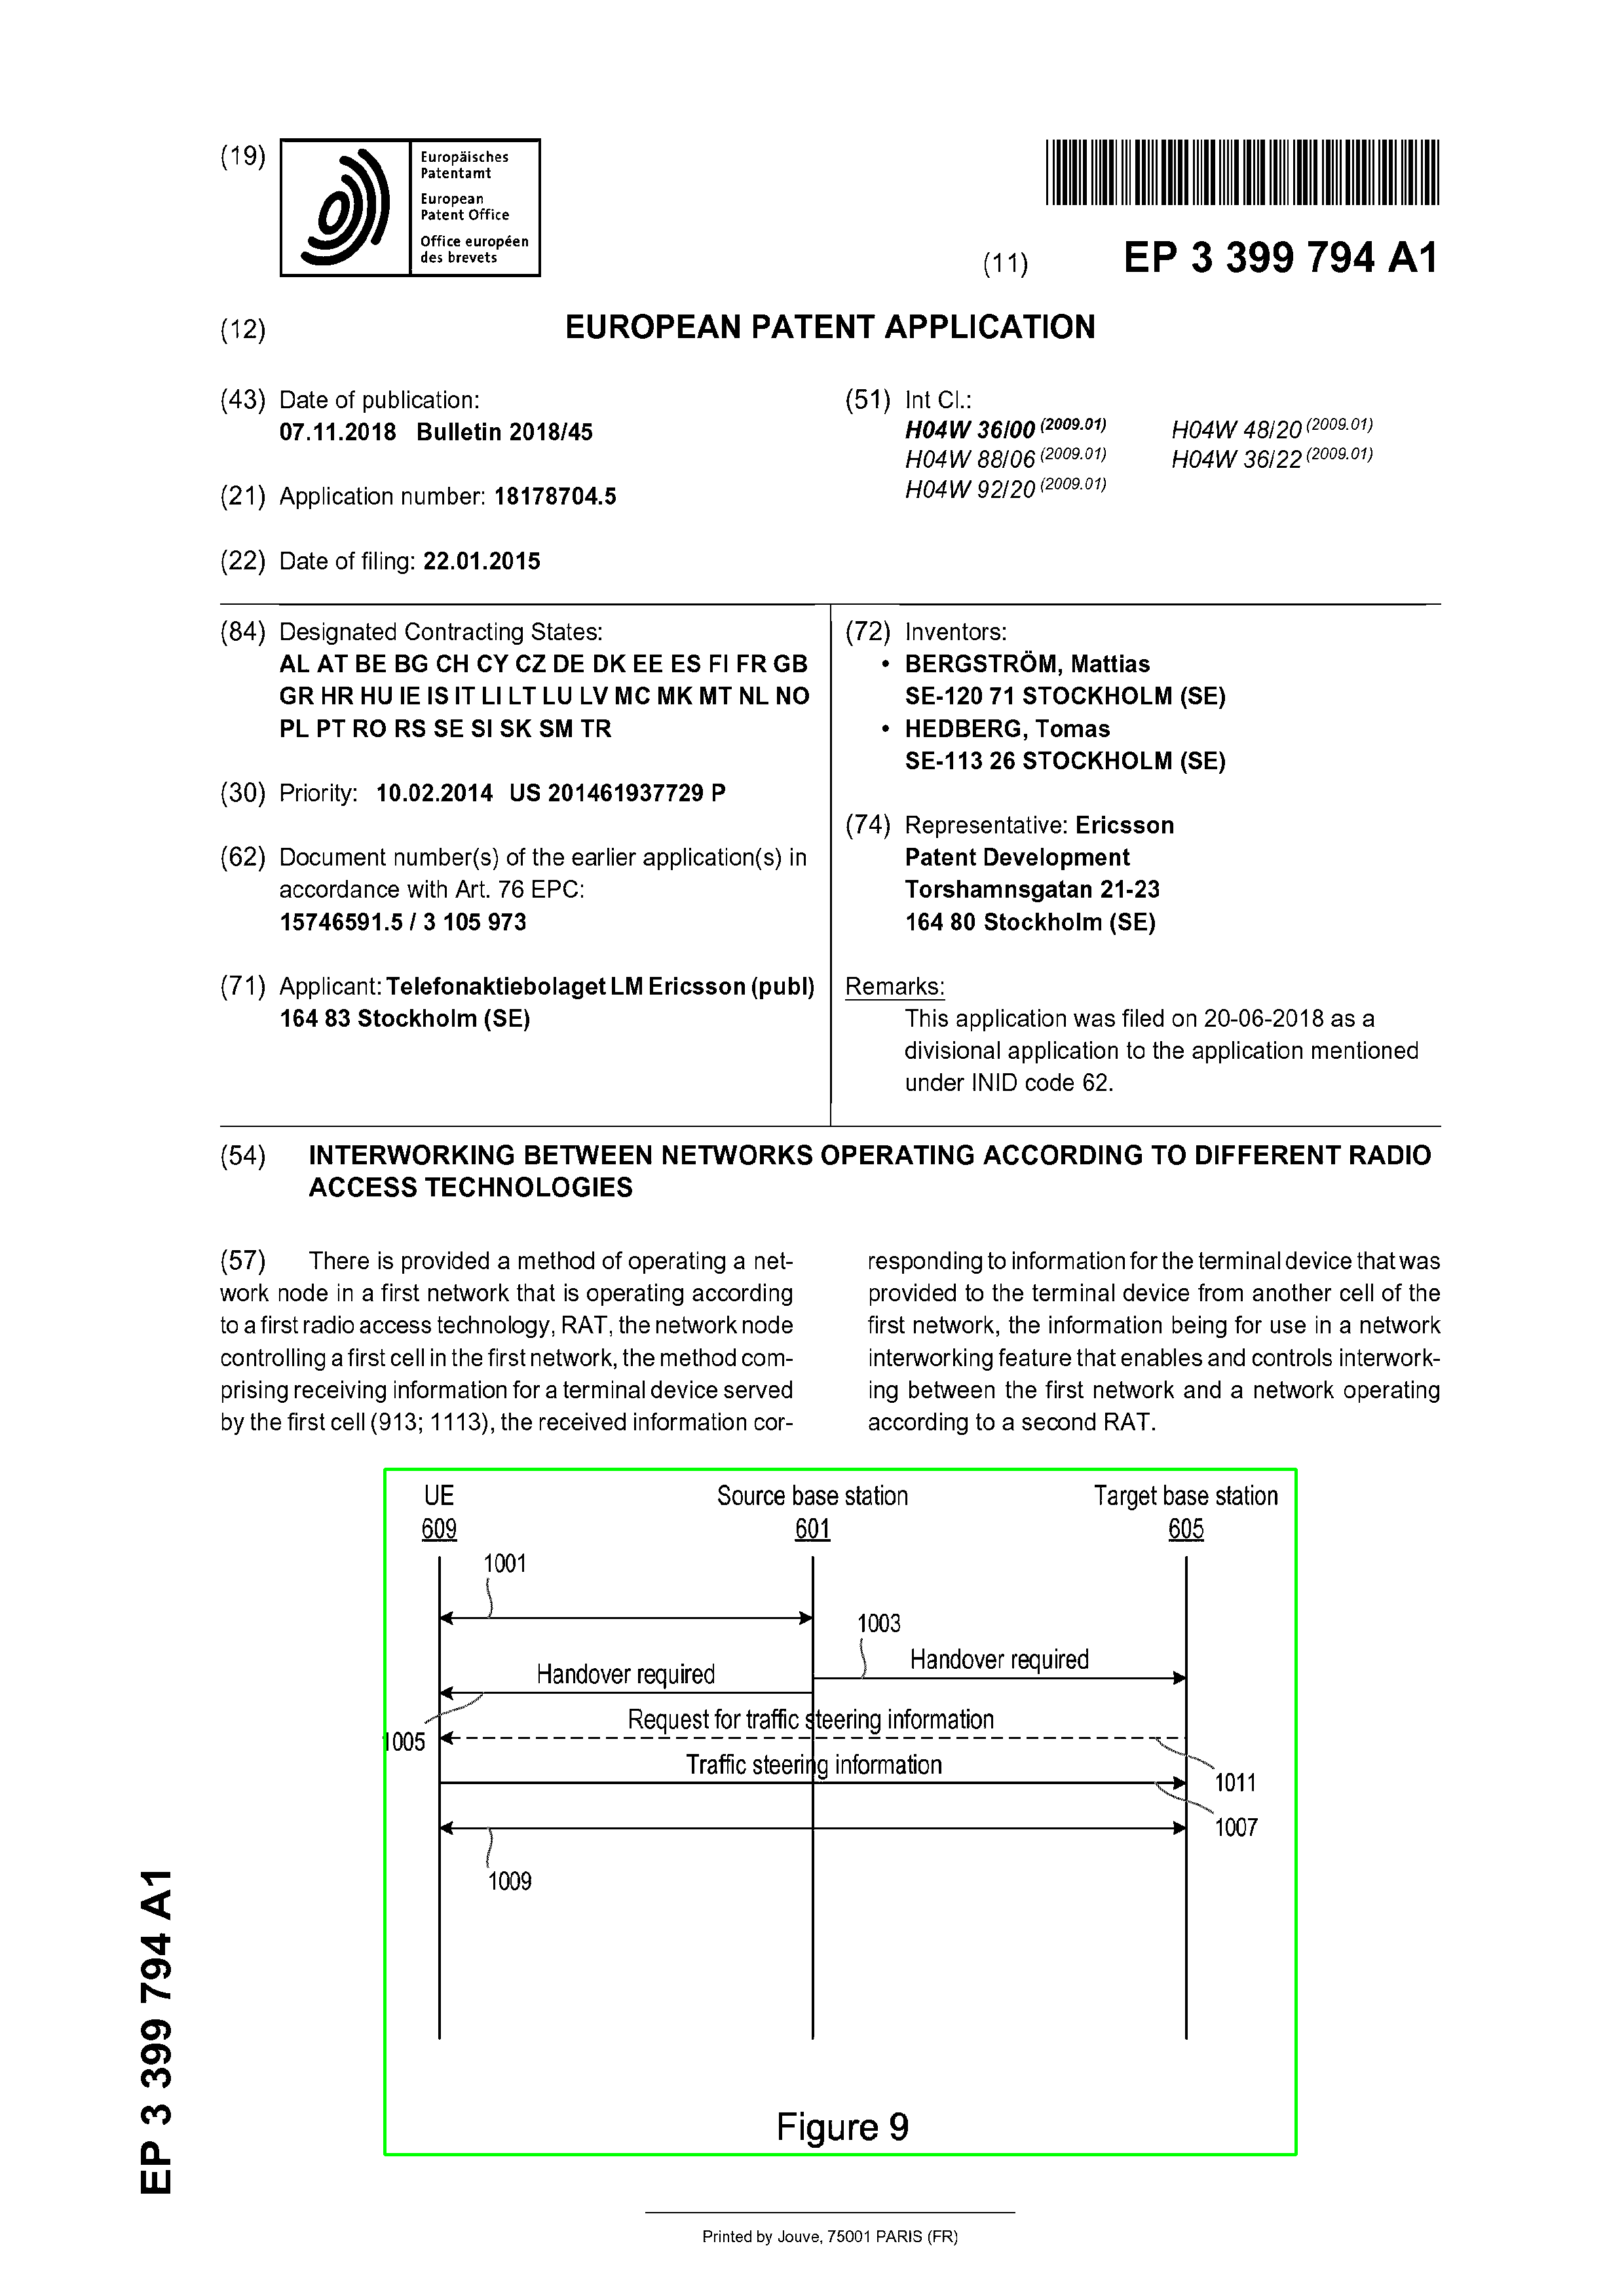 (19)
Europäisches
Patentamt
European
Patent Office
Office européen
des brevets
(11) EP 3 399 794 A1
(12) EUROPEAN PATENT APPLICATION
(43) Date of publication:
07.11.2018 Bulletin 2018/45
(21) Application number: 18178704.5
(22) Date of filing: 22.01.2015
(51) Int Cl.:
H04W 36/00 (2009.01) H04W 48/20 (2009.01)
H04W 88/06 (2009.01) H04W 36/22 (2009.01)
H04W 92/20 (2009.01)
(84) Designated Contracting States:
AL AT BE BG CH CY CZ DE DK EE ES FI FR GB
GR HR HU IE IS IT LI LT LU LV MC MK MT NL NO
PL PT RO RS SE SI SK SM TR
(30) Priority: 10.02.2014 US 201461937729 P
(62) Document number(s) of the earlier application(s) in
accordance with Art. 76 EPC:
15746591.5 / 3 105 973
(71) Applicant: Telefonaktiebolaget LM Ericsson (publ)
164 83 Stockholm (SE)
(72) Inventors:
• BERGSTRÖM, Mattias
SE-120 71 STOCKHOLM (SE)
• HEDBERG, Tomas
SE-113 26 STOCKHOLM (SE)
(74) Representative: Ericsson
Patent Development
Torshamnsgatan 21-23
164 80 Stockholm (SE)
Remarks:
This application was filed on 20-06-2018 as a
divisional application to the application mentioned
under INID code 62.
(54) INTERWORKING BETWEEN NETWORKS OPERATING ACCORDING TO DIFFERENT RADIO
ACCESS TECHNOLOGIES
(57) There is provided a method of operating a net-
work node in a first network that is operating according
to a first radio access technology, RAT, the network node
controlling a first cell in the first network, the method com-
prising receiving information for a terminal device served
by the first cell (913; 1113), the received information cor-
responding to information for the terminal device that was
provided to the terminal device from another cell of the
first network, the information being for use in a network
interworking feature that enables and controls interwork-
ing between the first network and a network operating
according to a second RAT.
UE Source base station Target base station
609 601 605
1001
1003
Handover required
Handover required
Request for traffic steering information
1005
Traffic steering information
1011
1007
1009
Figure 9
EP 3 399 794 A1
Printed by Jouve, 75001 PARIS (FR)